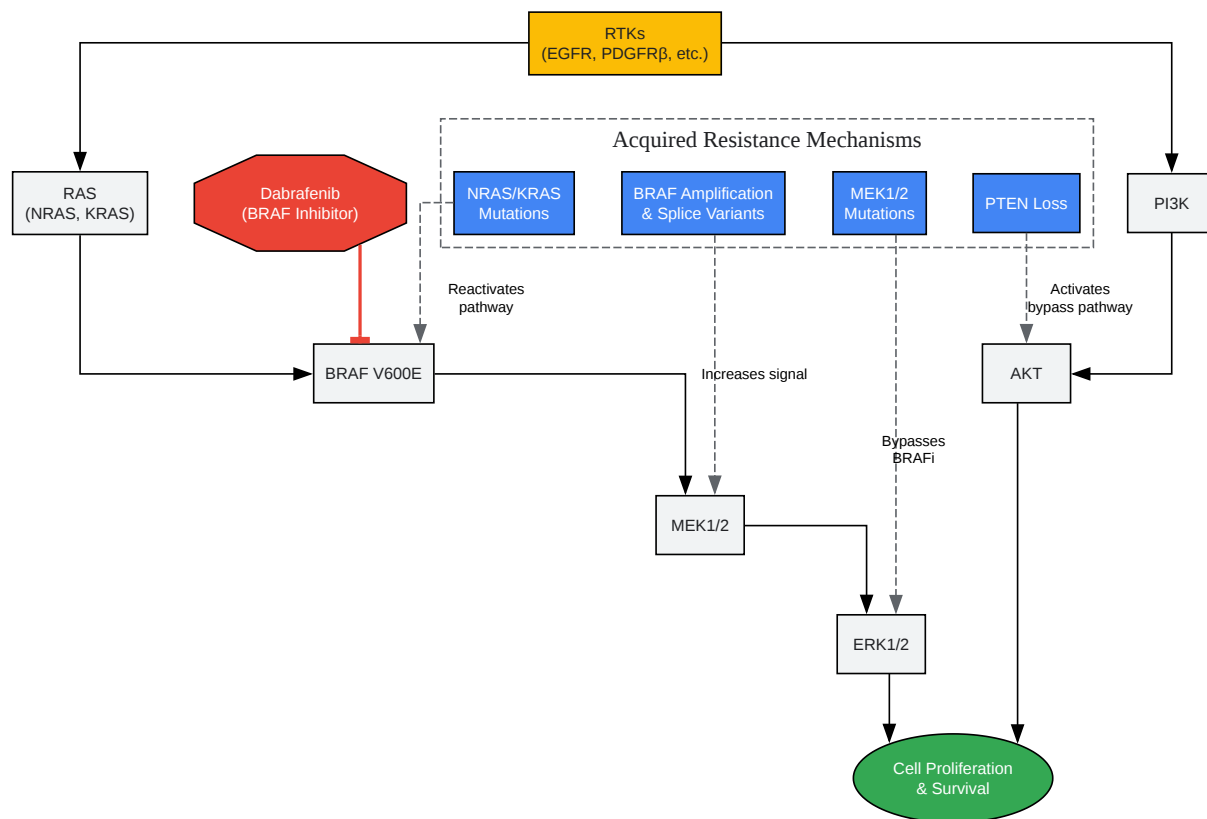 RTKs
(EGFR, PDGFRβ, etc.)
Acquired Resistance Mechanisms
RAS
(NRAS, KRAS)
Dabrafenib
(BRAF Inhibitor)
NRAS/KRAS
Mutations
BRAF Amplification
& Splice Variants
MEK1/2
Mutations
PTEN Loss
PI3K
Reactivates
pathway
Activates
bypass pathway
BRAF V600E
Increases signal
AKT
Bypasses
BRAFi
MEK1/2
ERK1/2
Cell Proliferation
& Survival